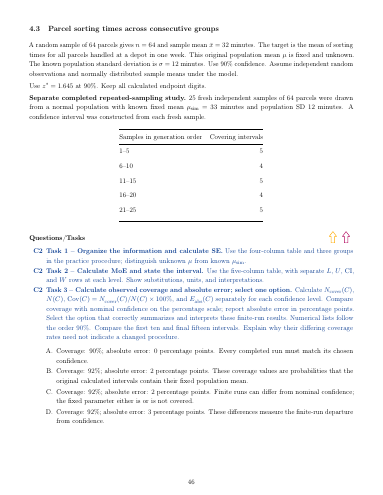 4.3 Parcel sorting times across consecutive groups
A random sample of 64 parcels gives n = 64 and sample mean x̄ = 32 minutes. The target is the mean of sorting
times for all parcels handled at a depot in one week. This original population mean μ is fixed and unknown.
The known population standard deviation is σ = 12 minutes. Use 90% confidence. Assume independent random
observations and normally distributed sample means under the model.
Use z* = 1.645 at 90%. Keep all calculated endpoint digits.
Separate completed repeated-sampling study. 25 fresh independent samples of 64 parcels were drawn
from a normal population with known fixed mean μsim = 33 minutes and population SD 12 minutes. A
confidence interval was constructed from each fresh sample.
Samples in generation order Covering intervals
1–5 5
6–10 4
11–15 5
16–20 4
21–25 5
Questions/Tasks
C2 Task 1 – Organize the information and calculate SE. Use the four-column table and three groups
in the practice procedure; distinguish unknown μ from known μsim.
C2 Task 2 – Calculate MoE and state the interval. Use the five-column table, with separate L, U, CI,
and W rows at each level. Show substitutions, units, and interpretations.
C2 Task 3 – Calculate observed coverage and absolute error; select one option. Calculate Ncover(C),
N(C), Cov(C) = Ncover(C)/N(C) × 100%, and Eabs(C) separately for each confidence level. Compare
coverage with nominal confidence on the percentage scale; report absolute error in percentage points.
Select the option that correctly summarizes and interprets these finite-run results. Numerical lists follow
the order 90%. Compare the first ten and final fifteen intervals. Explain why their differing coverage
rates need not indicate a changed procedure.
A. Coverage: 90%; absolute error: 0 percentage points. Every completed run must match its chosen
confidence.
B. Coverage: 92%; absolute error: 2 percentage points. These coverage values are probabilities that the
original calculated intervals contain their fixed population mean.
C. Coverage: 92%; absolute error: 2 percentage points. Finite runs can differ from nominal confidence;
the fixed parameter either is or is not covered.
D. Coverage: 92%; absolute error: 3 percentage points. These differences measure the finite-run departure
from confidence.
46